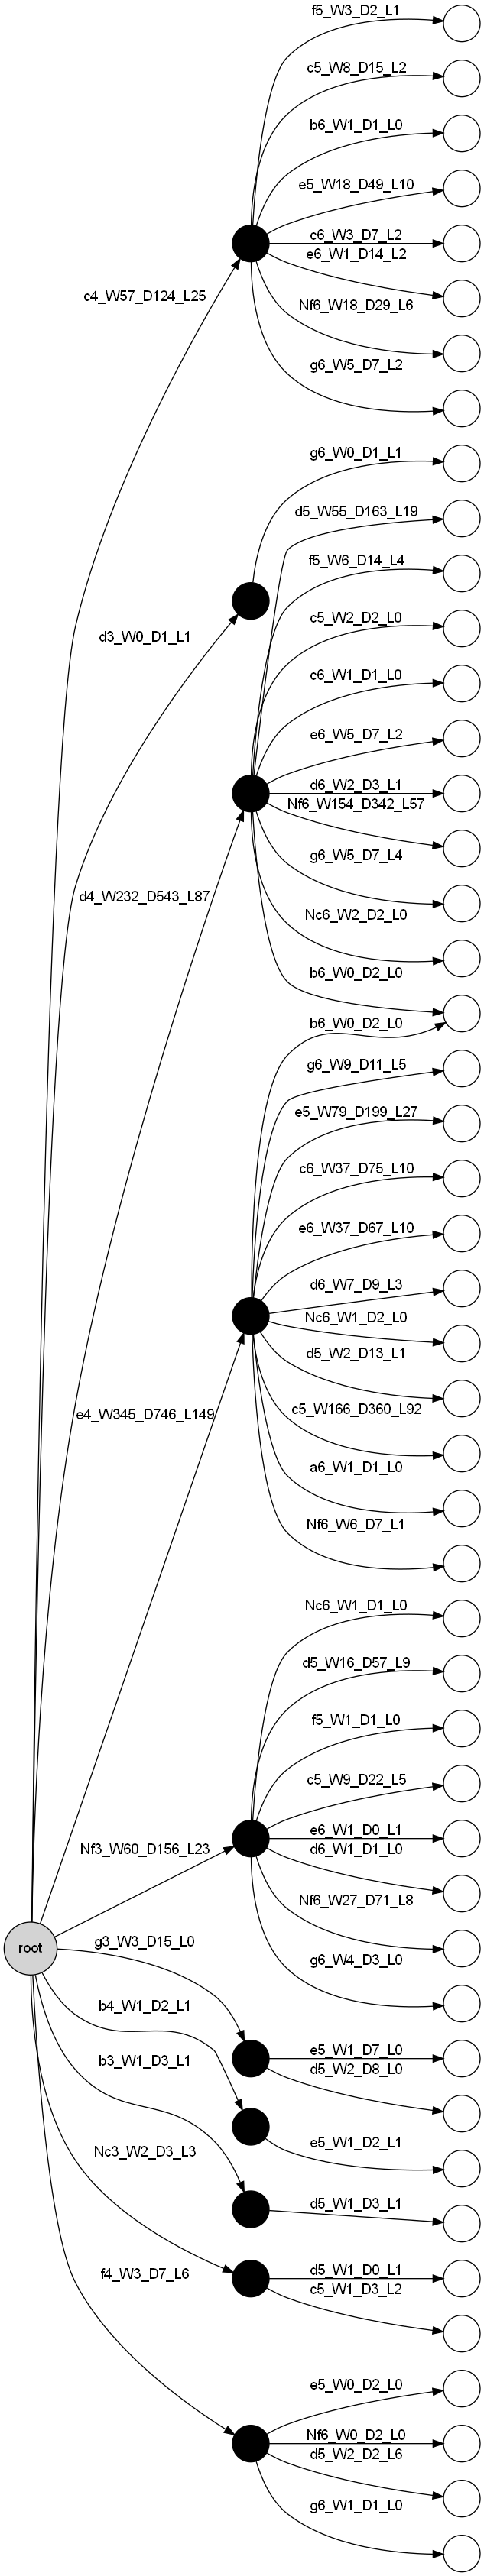 f5_W3_D2_L1
c5_W8_D15_L2
b6_W1_D1_L0
e5_W18_D49_L10
c6_W3_D7_L2
e6_W1_D14_L2
c4_W57_D124_L25
Nf6_W18_D29_L6
g6_W5_D7_L2
g6_W0_D1_L1
d5_W55_D163_L19
f5_W6_D14_L4
c5_W2_D2_L0
d3_W0_D1_L1
c6_W1_D1_L0
e6_W5_D7_L2
d6_W2_D3_L1
Nf6_W154_D342_L57
g6_W5_D7_L4
d4_W232_D543_L87
Nc6_W2_D2_L0
b6_W0_D2_L0
b6_W0_D2_L0
g6_W9_D11_L5
e5_W79_D199_L27
c6_W37_D75_L10
e6_W37_D67_L10
d6_W7_D9_L3
Nc6_W1_D2_L0
d5_W2_D13_L1
c5_W166_D360_L92
e4_W345_D746_L149
a6_W1_D1_L0
Nf6_W6_D7_L1
Nc6_W1_D1_L0
d5_W16_D57_L9
f5_W1_D1_L0
c5_W9_D22_L5
e6_W1_D0_L1
d6_W1_D1_L0
Nf3_W60_D156_L23
Nf6_W27_D71_L8
root
g3_W3_D15_L0
g6_W4_D3_L0
b4_W1_D2_L1
e5_W1_D7_L0
d5_W2_D8_L0
b3_W1_D3_L1
e5_W1_D2_L1
Nc3_W2_D3_L3
d5_W1_D3_L1
f4_W3_D7_L6
d5_W1_D0_L1
c5_W1_D3_L2
e5_W0_D2_L0
Nf6_W0_D2_L0
d5_W2_D2_L6
g6_W1_D1_L0